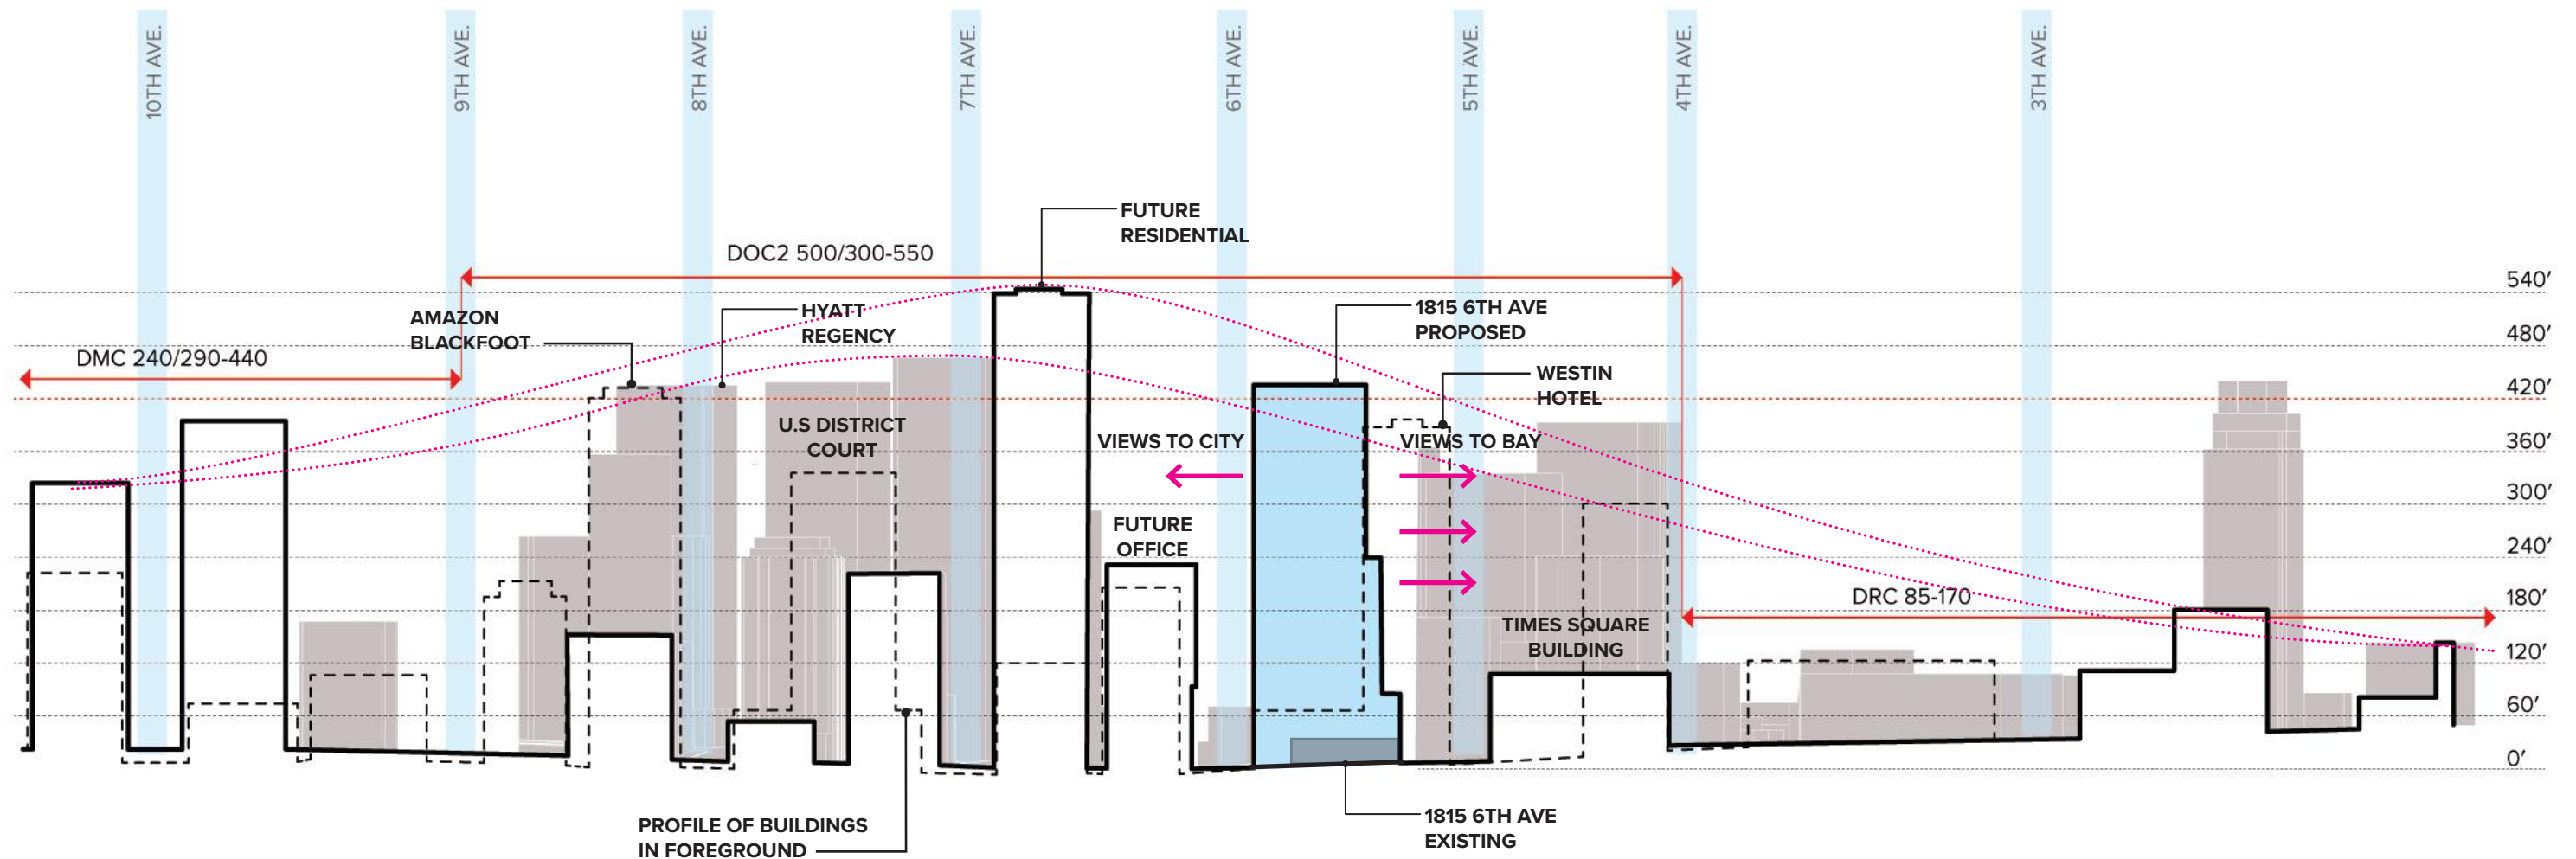 10TH AVE.
9TH AVE.
8TH AVE.
7TH AVE.
6TH AVE.
5TH AVE.
4TH AVE.
3TH AVE.
FUTURE
RESIDENTIAL
DOC2 500/300-550
540'
AMAZON
BLACKFOOT
HYATT
REGENCY
1815 6TH AVE
PROPOSED
480'
DMC 240/290-440
WESTIN
HOTEL
420'
U.S DISTRICT
COURT
VIEWS TO CITY
VIEWS TO BAY
360'
300'
FUTURE
OFFICE
240'
DRC 85-170
180'
TIMES SQUARE
BUILDING
120'
60'
0'
PROFILE OF BUILDINGS
IN FOREGROUND
1815 6TH AVE
EXISTING